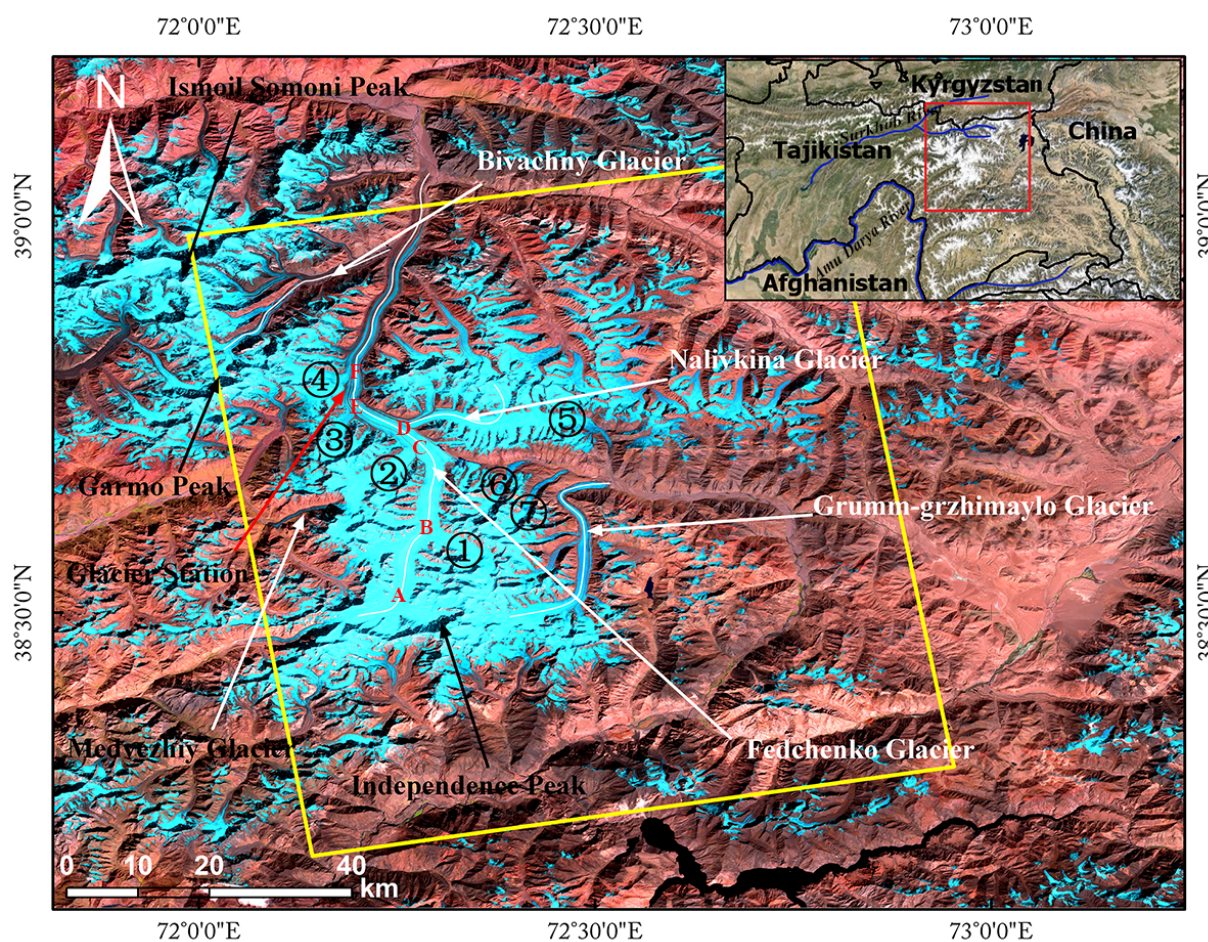 72°0'0"E
72°30'0"E
73°0'0"E
39°0'0"N
38°30'0"N
N
Ismoil Somoni Peak
Bivachny Glacier
Kyrgyzstan
Surkhab Ri
China
Tajikistan
Amu Darya River
Afghanistan
39°0'0"N
Nalivkina Glacier
④
F
E
⑤
D
③
C
②
Garmo Peak
⑥
⑦
Grumm-grzhimaylo Glacier
B
①
Glacier Station
A
38°30'0"N
Medvezhiy Glacier
Fedchenko Glacier
Independence Peak
0 10 20 40
km
72°0'0"E
72°30'0"E
73°0'0"E